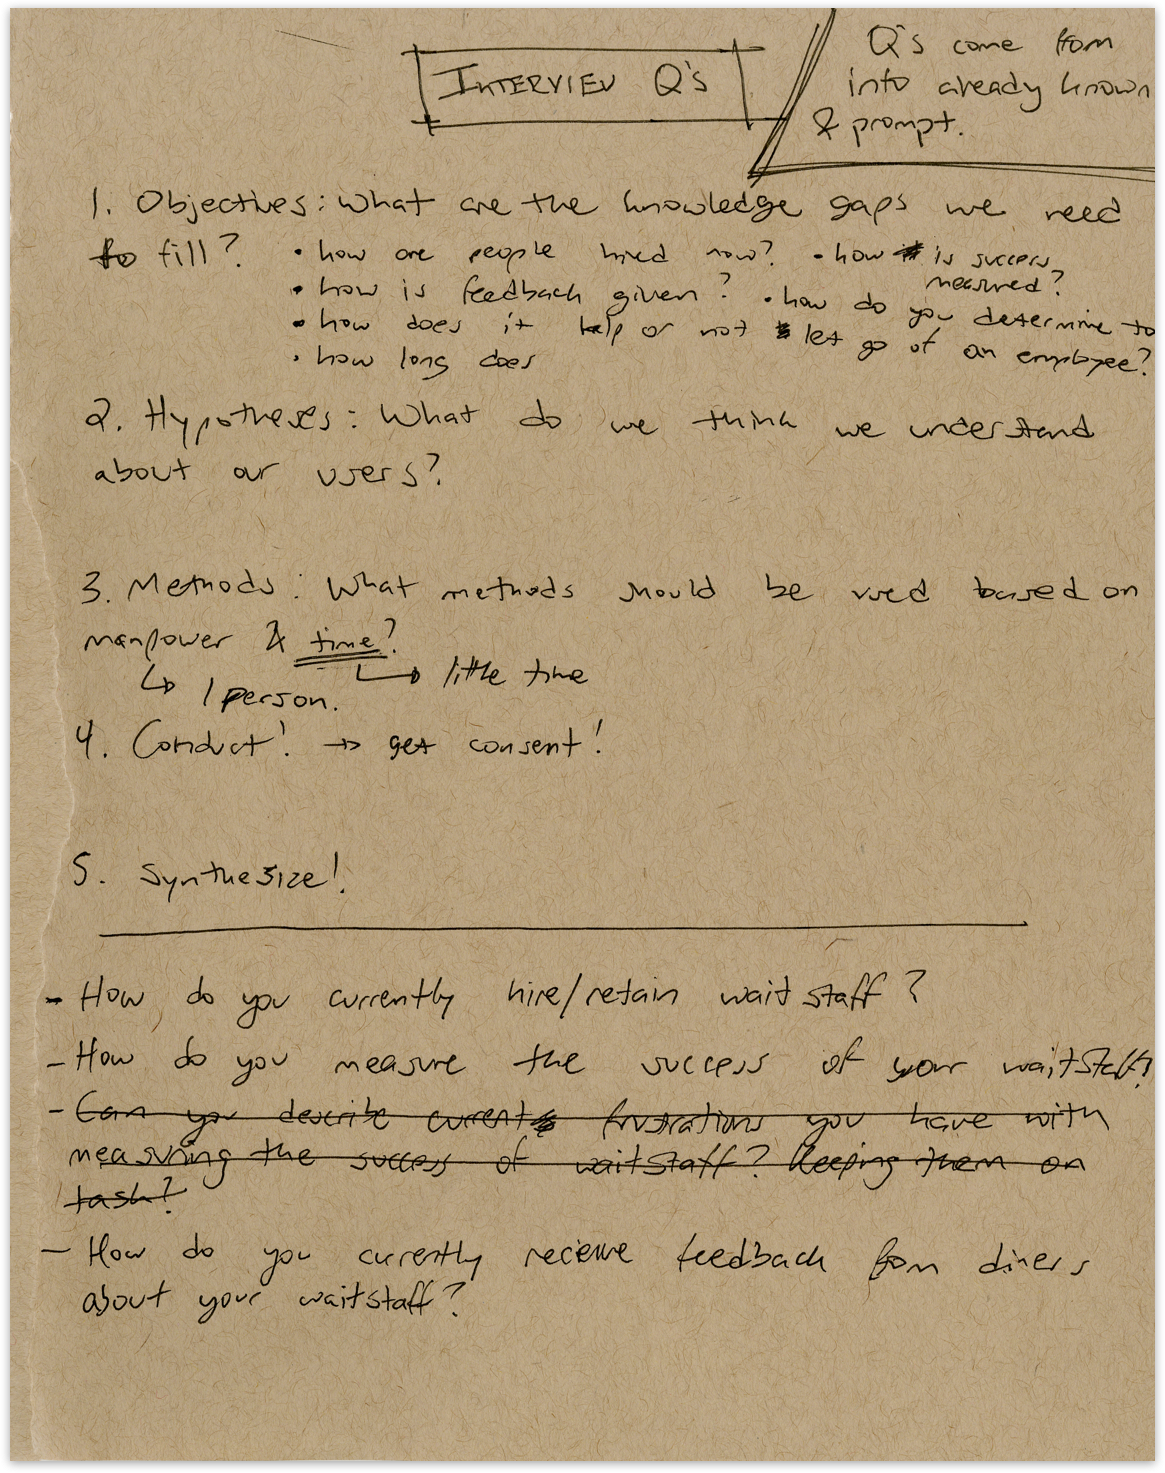 INTERVIEW Q's
Q's come from
into already known
& prompt.
1. Objectives: What are the knowledge gaps we need
to fill?
• how are people hired now?
• how is feedback given?
• how does it help or not
• how long does
• how is success
measured?
• how do you determine to
let go of an employee?
2. Hypotheses: What do we think we understand
about our users?
3. Methods: What methods should be used based on
manpower & time?
↳ 1 person.
↳ little time
4. Conduct! → get consent!
5. Synthesize!
- How do you currently hire/retain wait staff?
- How do you measure the success of your waitstaff?
- Can you describe current frustrations you have with
measuring the success of waitstaff? Keeping them on
task?
- How do you currently receive feedback from diners
about your waitstaff?